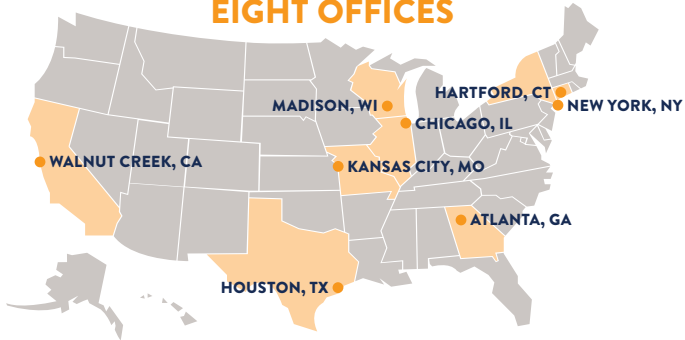 EIGHT OFFICES
HARTFORD, CT
MADISON, WI
NEW YORK, NY
CHICAGO, IL
WALNUT CREEK, CA
KANSAS CITY, MO
ATLANTA, GA
HOUSTON, TX